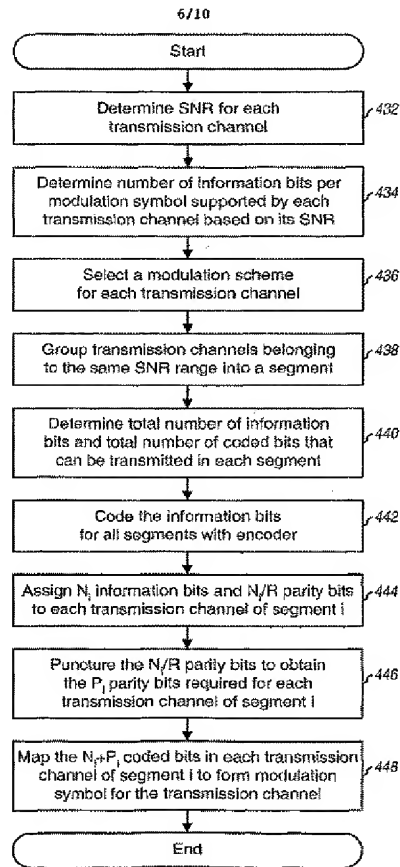 6/10
Start
Determine SNR for each
transmission channel
432
Determine number of information bits per
modulation symbol supported by each
transmission channel based on its SNR
434
Select a modulation scheme
for each transmission channel
436
Group transmission channels belonging
to the same SNR range into a segment
438
Determine total number of information
bits and total number of coded bits that
can be transmitted in each segment
440
Code the information bits
for all segments with encoder
442
Assign Ni information bits and Ni/R parity bits
to each transmission channel of segment i
444
Puncture the Ni/R parity bits to obtain
the Pi parity bits required for each
transmission channel of segment i
446
Map the Ni+Pi coded bits in each transmission
channel of segment i to form modulation
symbol for the transmission channel
448
End